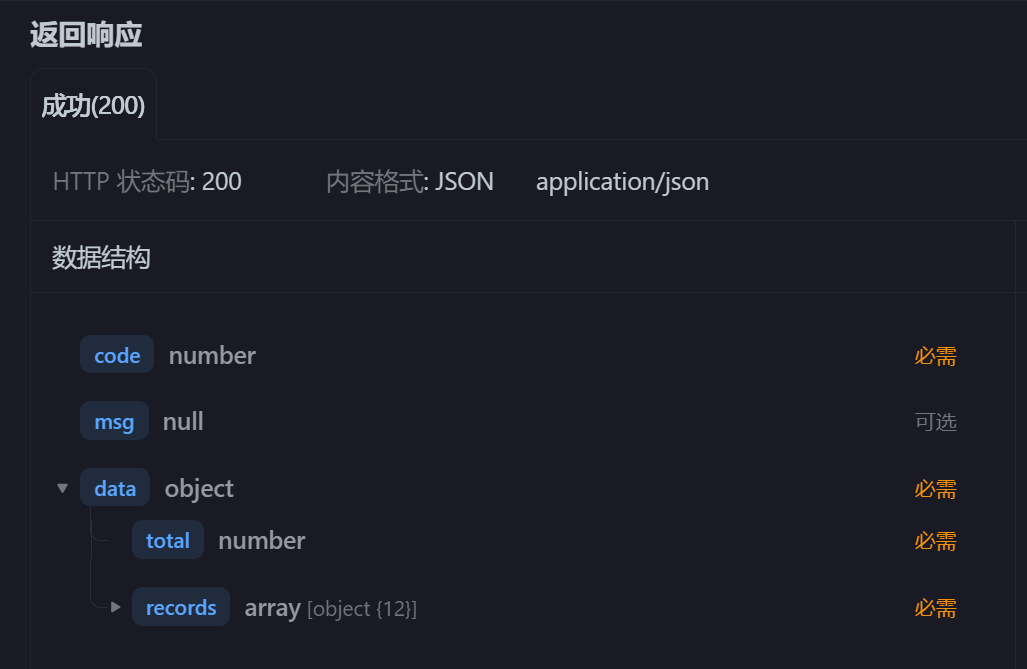 返回响应
成功(200)
HTTP 状态码: 200 内容格式: JSON application/json
数据结构
code number 必需
msg null 可选
data object 必需
total number 必需
records array [object {12}] 必需